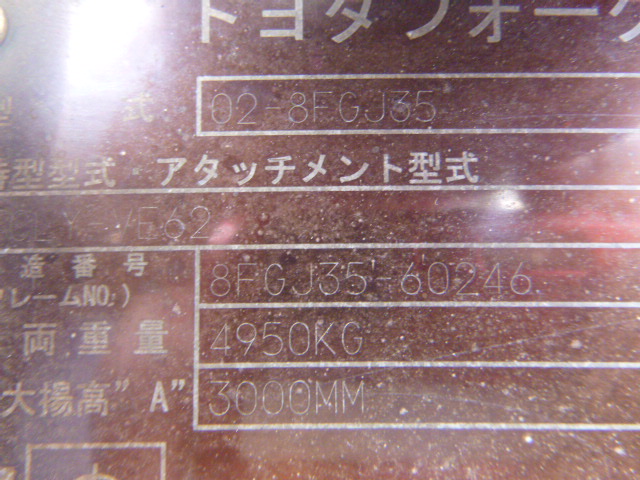 トヨタフォーク
型 式 02-8FGJ35
特型型式・アタッチメント型式
VE62
造番号 8FGJ35-60246
フレームNO.)
両重量 4950KG
大揚高"A" 3000MM